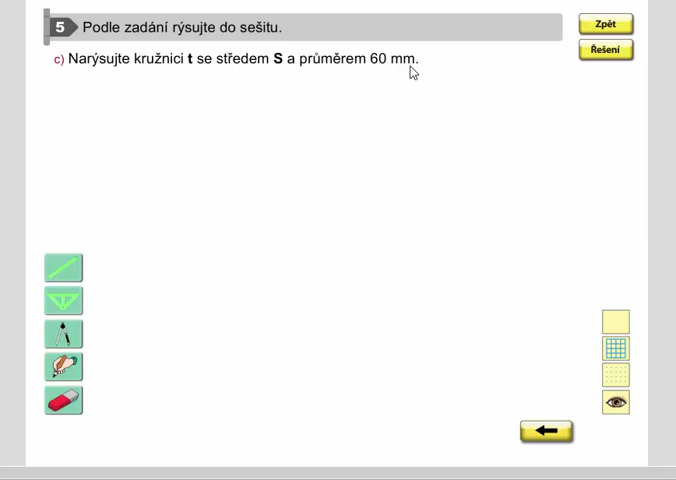 5 Podle zadání rýsujte do sešitu.
Zpět
Řešení
c) Narýsujte kružnici t se středem S a průměrem 60 mm.